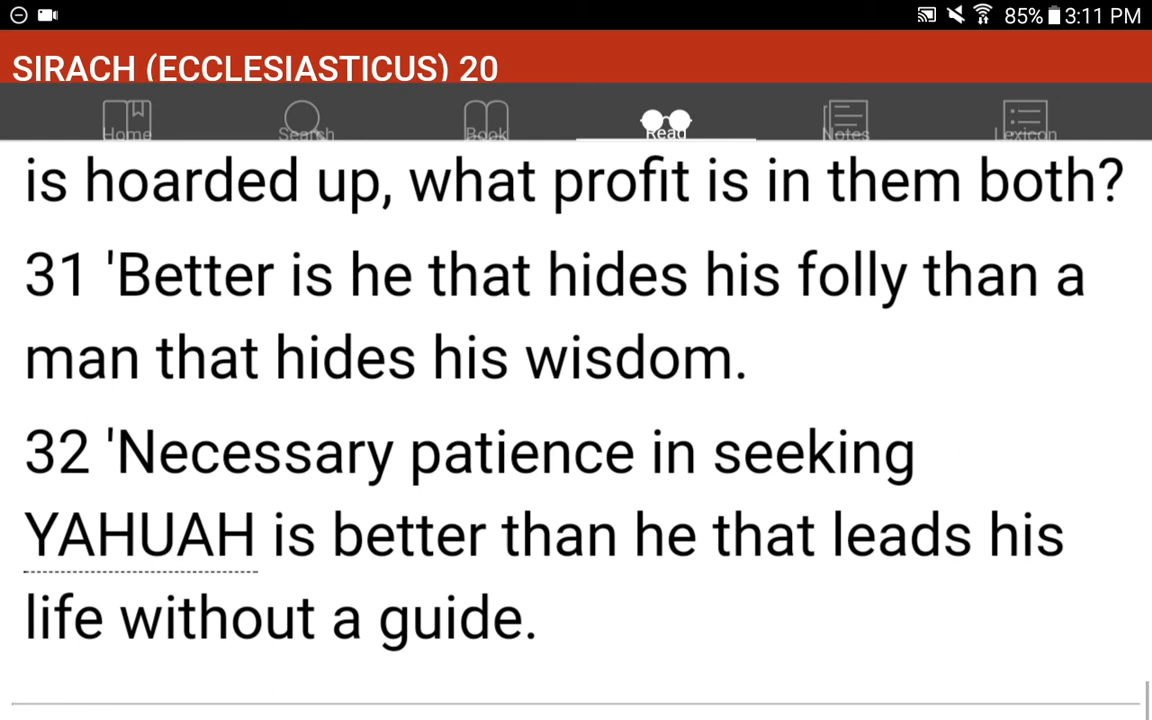 85% 3:11 PM
SIRACH (ECCLESIASTICUS) 20
Home Search Book Read Notes Lexicon
is hoarded up, what profit is in them both?
31 'Better is he that hides his folly than a
man that hides his wisdom.
32 'Necessary patience in seeking
YAHUAH is better than he that leads his
life without a guide.